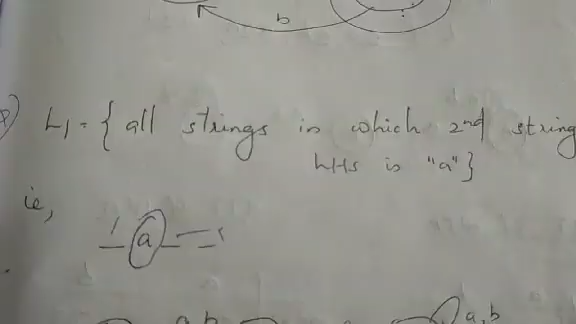 b
L1 = { all strings in which 2nd string
LHS is "a" }
ie,
a
a,b a,b